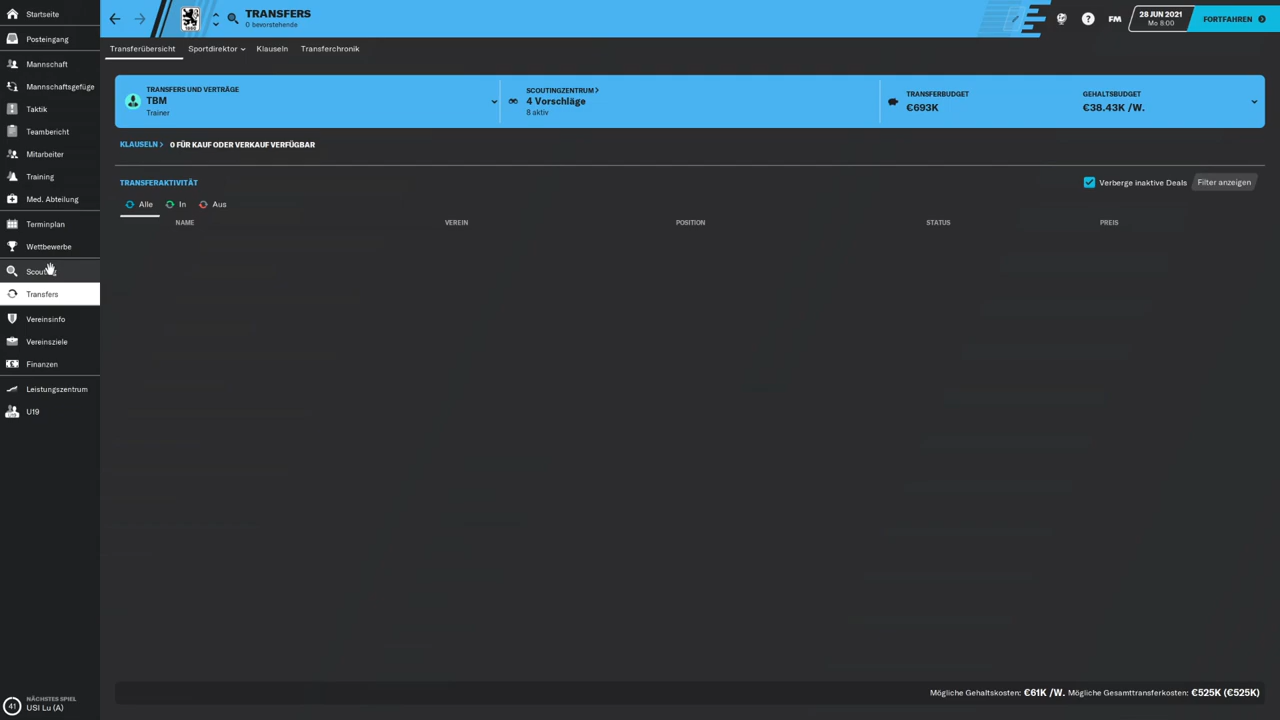 Startseite
Posteingang
Mannschaft
Mannschaftsgefüge
Taktik
Teambericht
Mitarbeiter
Training
Med. Abteilung
Terminplan
Wettbewerbe
Transfers
Vereinsinfo
Vereinsziele
Finanzen
Leistungszentrum
U19
41
NÄCHSTES SPIEL
USI Lu (A)
TRANSFERS
0 bevorstehende
FM
28 JUN 2021
Mo 8:00
FORTFAHREN
Transferübersicht Sportdirektor Klauseln Transferchronik
TRANSFERS UND VERTRÄGE
TBM
Trainer
SCOUTINGZENTRUM >
4 Vorschläge
8 aktiv
TRANSFERBUDGET
€693K
GEHALTSBUDGET
€38.43K /W.
KLAUSELN > 0 FÜR KAUF ODER VERKAUF VERFÜGBAR
TRANSFERAKTIVITÄT
Verberge inaktive Deals Filter anzeigen
Alle In Aus
NAME VEREIN POSITION STATUS PREIS
Mögliche Gehaltskosten: €61K /W. Mögliche Gesamttransferkosten: €525K (€525K)